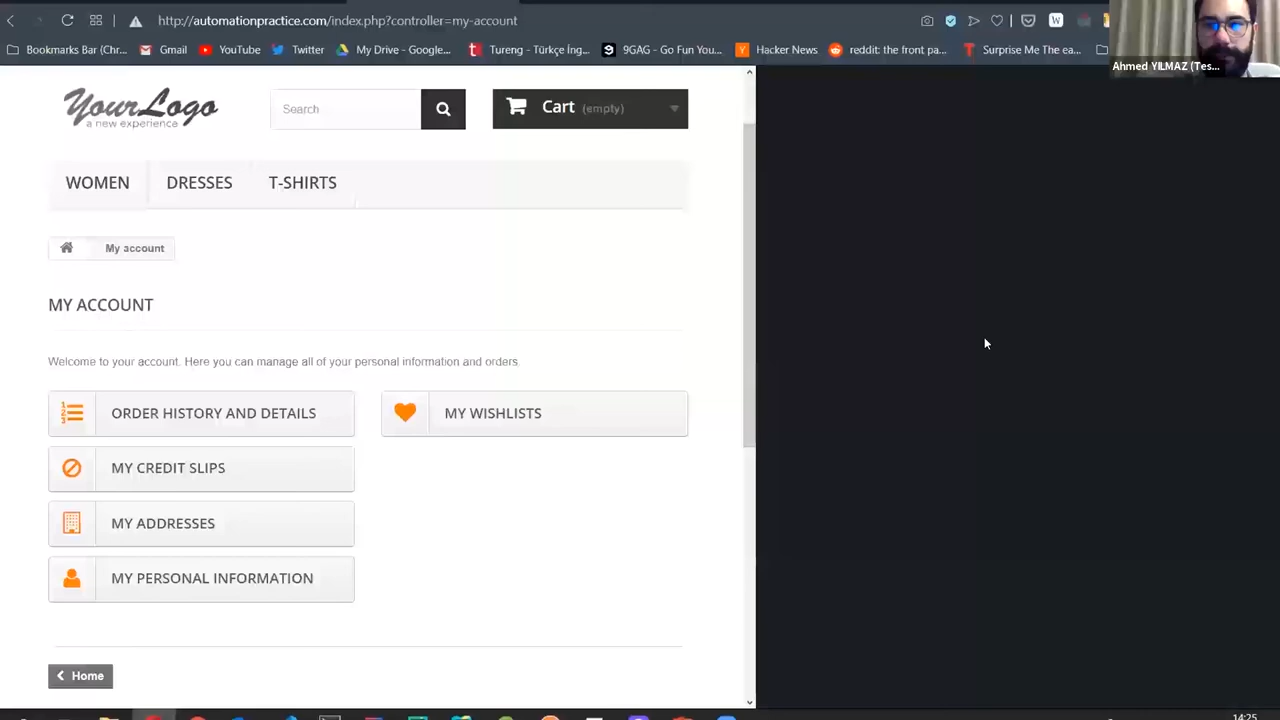 http://automationpractice.com/index.php?controller=my-account
Bookmarks Bar (Chr... Gmail YouTube Twitter My Drive - Google... Tureng - Türkçe İng... 9GAG - Go Fun You... Hacker News reddit: the front pa... Surprise Me The ea...
Ahmed YILMAZ (Tes...
YourLogo
a new experience
Search
Cart (empty)
WOMEN DRESSES T-SHIRTS
My account
MY ACCOUNT
Welcome to your account. Here you can manage all of your personal information and orders.
ORDER HISTORY AND DETAILS
MY WISHLISTS
MY CREDIT SLIPS
MY ADDRESSES
MY PERSONAL INFORMATION
Home
14:25